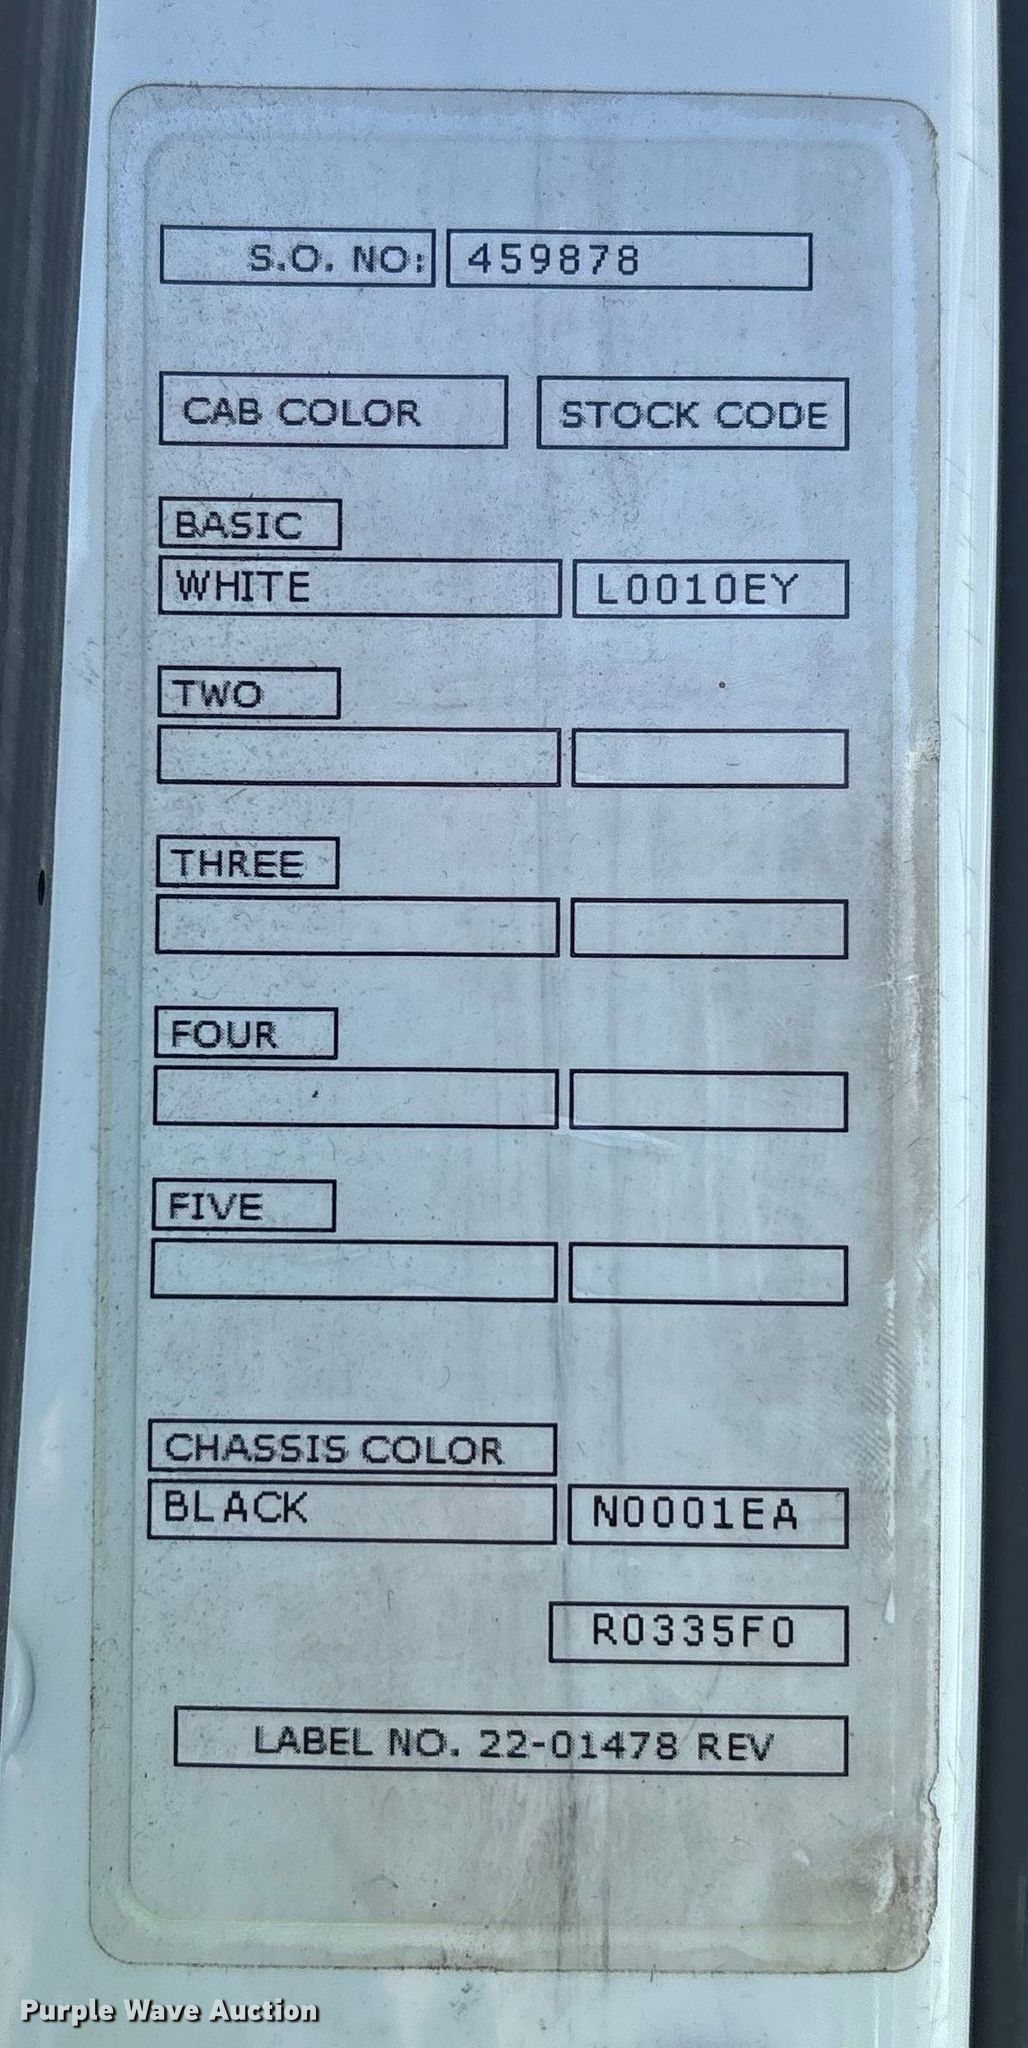 S.O. NO: 459878
CAB COLOR STOCK CODE
BASIC
WHITE L0010EY
TWO
THREE
FOUR
FIVE
CHASSIS COLOR
BLACK N0001EA
R0335F0
LABEL NO. 22-01478 REV
Purple Wave Auction